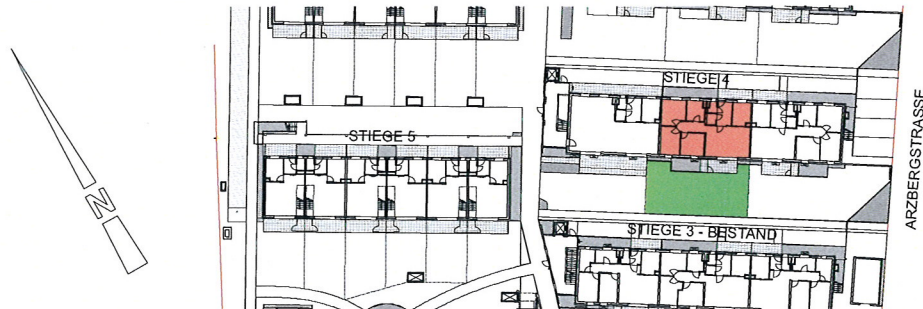 STIEGE 4
STIEGE 5
STIEGE 3 - BESTAND
ARZBERGSTRASSE
N